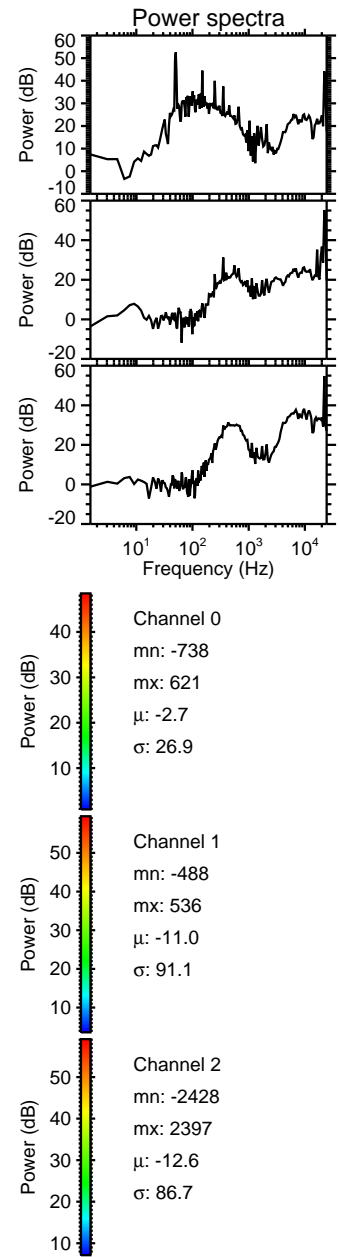 Power spectra
60
50
40
30
20
10
0
-10
Power (dB)
60
40
20
0
-20
Power (dB)
60
40
20
0
-20
Power (dB)
10¹ 10² 10³ 10⁴
Frequency (Hz)
40
30
20
10
Power (dB)
Channel 0
mn: -738
mx: 621
μ: -2.7
σ: 26.9
50
40
30
20
10
Power (dB)
Channel 1
mn: -488
mx: 536
μ: -11.0
σ: 91.1
50
40
30
20
10
Power (dB)
Channel 2
mn: -2428
mx: 2397
μ: -12.6
σ: 86.7